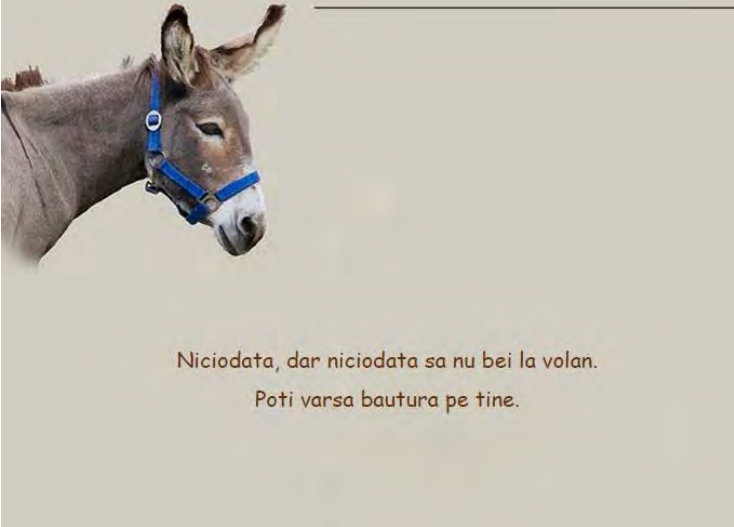 Niciodata, dar niciodata sa nu bei la volan.
Poti varsa bautura pe tine.